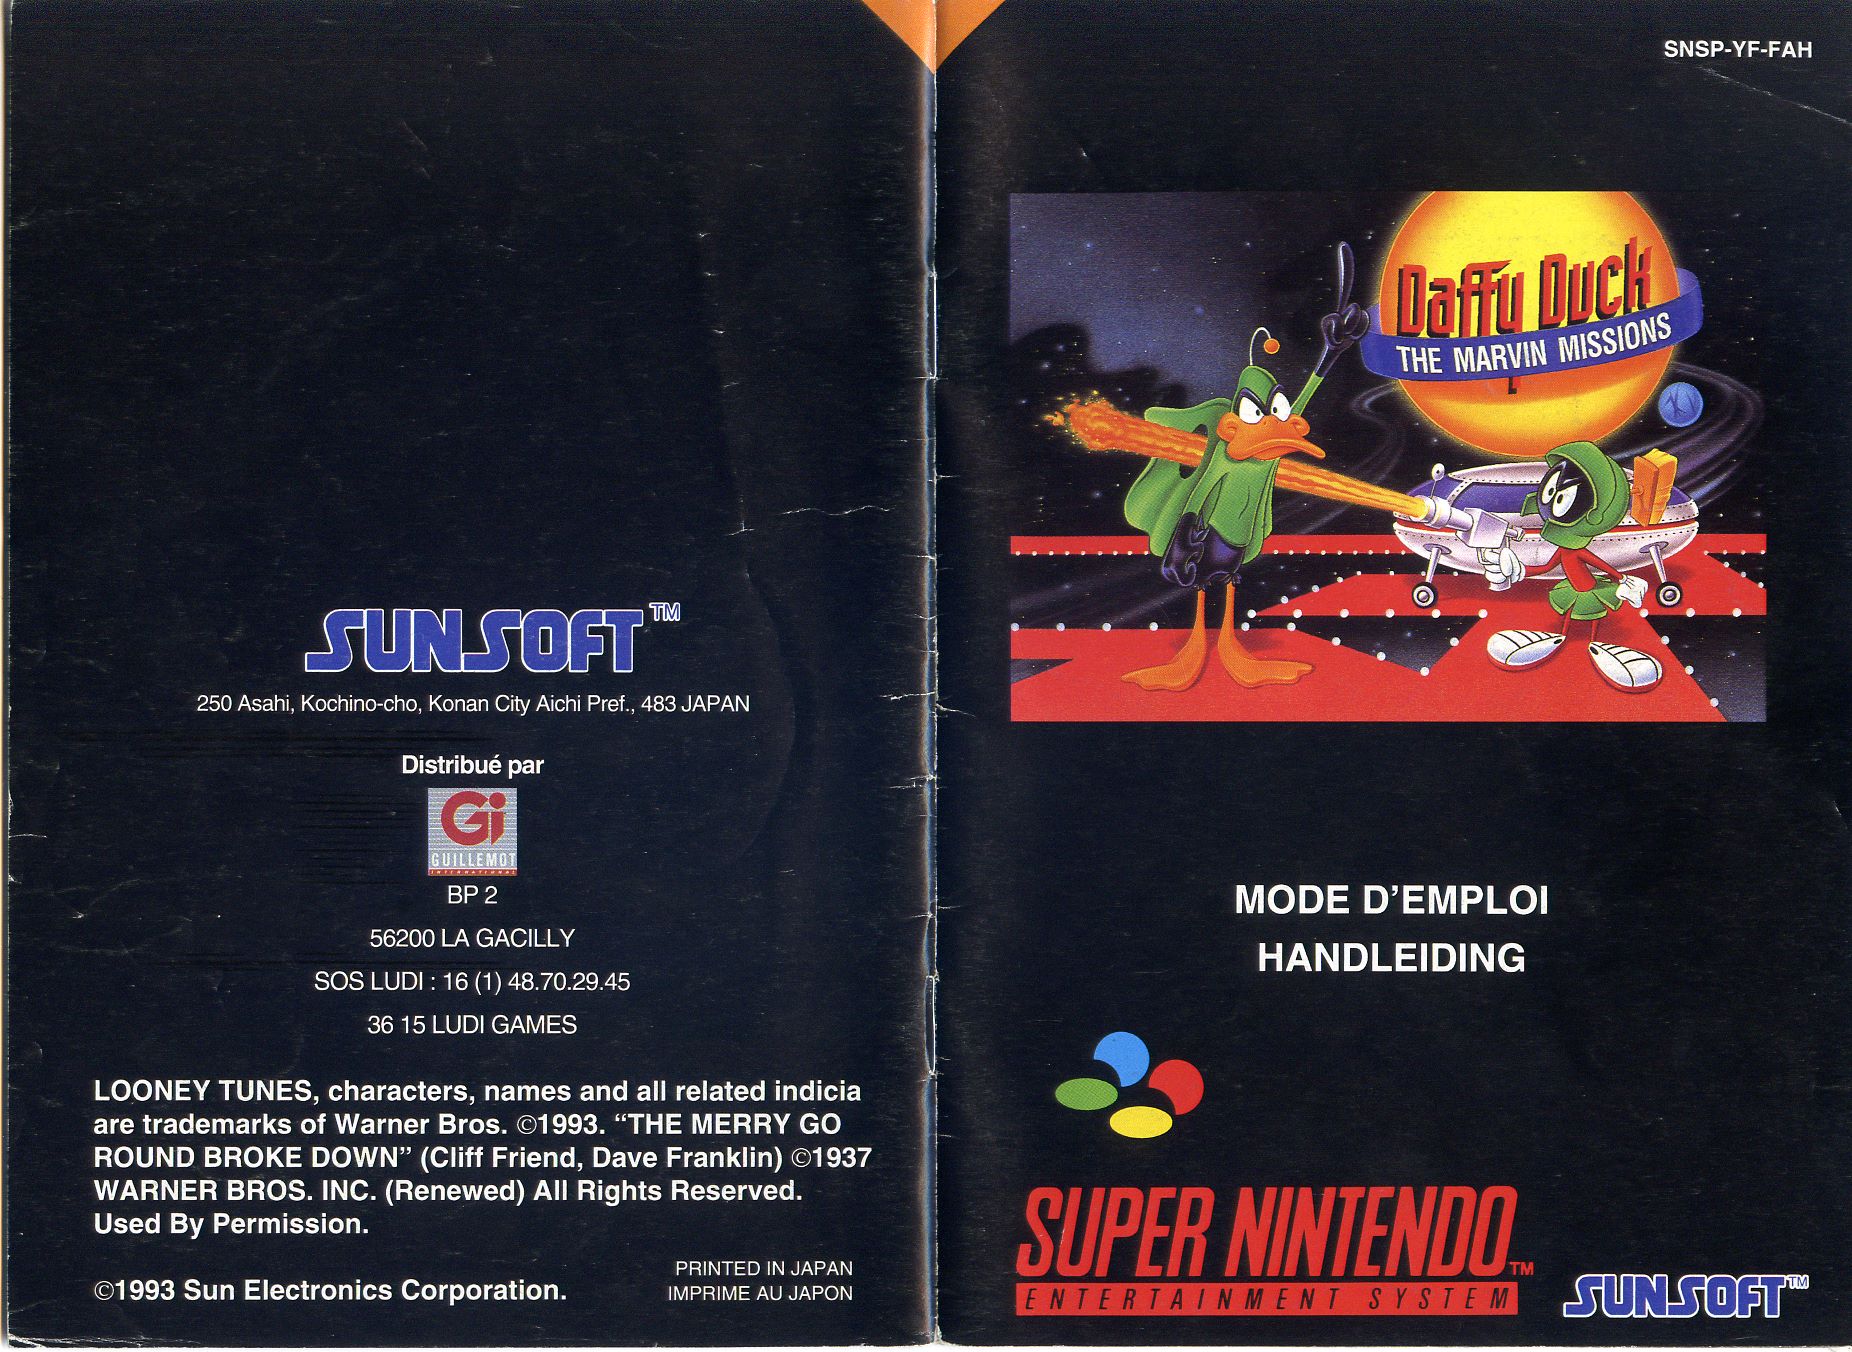 SUNSOFT™
250 Asahi, Kochino-cho, Konan City Aichi Pref., 483 JAPAN
Distribué par
Gi
GUILLEMOT
INTERNATIONAL
BP 2
56200 LA GACILLY
SOS LUDI : 16 (1) 48.70.29.45
36 15 LUDI GAMES
LOONEY TUNES, characters, names and all related indicia
are trademarks of Warner Bros. ©1993. “THE MERRY GO
ROUND BROKE DOWN” (Cliff Friend, Dave Franklin) ©1937
WARNER BROS. INC. (Renewed) All Rights Reserved.
Used By Permission.
©1993 Sun Electronics Corporation.
PRINTED IN JAPAN
IMPRIME AU JAPON
SNSP-YF-FAH
Daffy Duck
THE MARVIN MISSIONS
MODE D’EMPLOI
HANDLEIDING
SUPER NINTENDO™
ENTERTAINMENT SYSTEM
SUNSOFT™